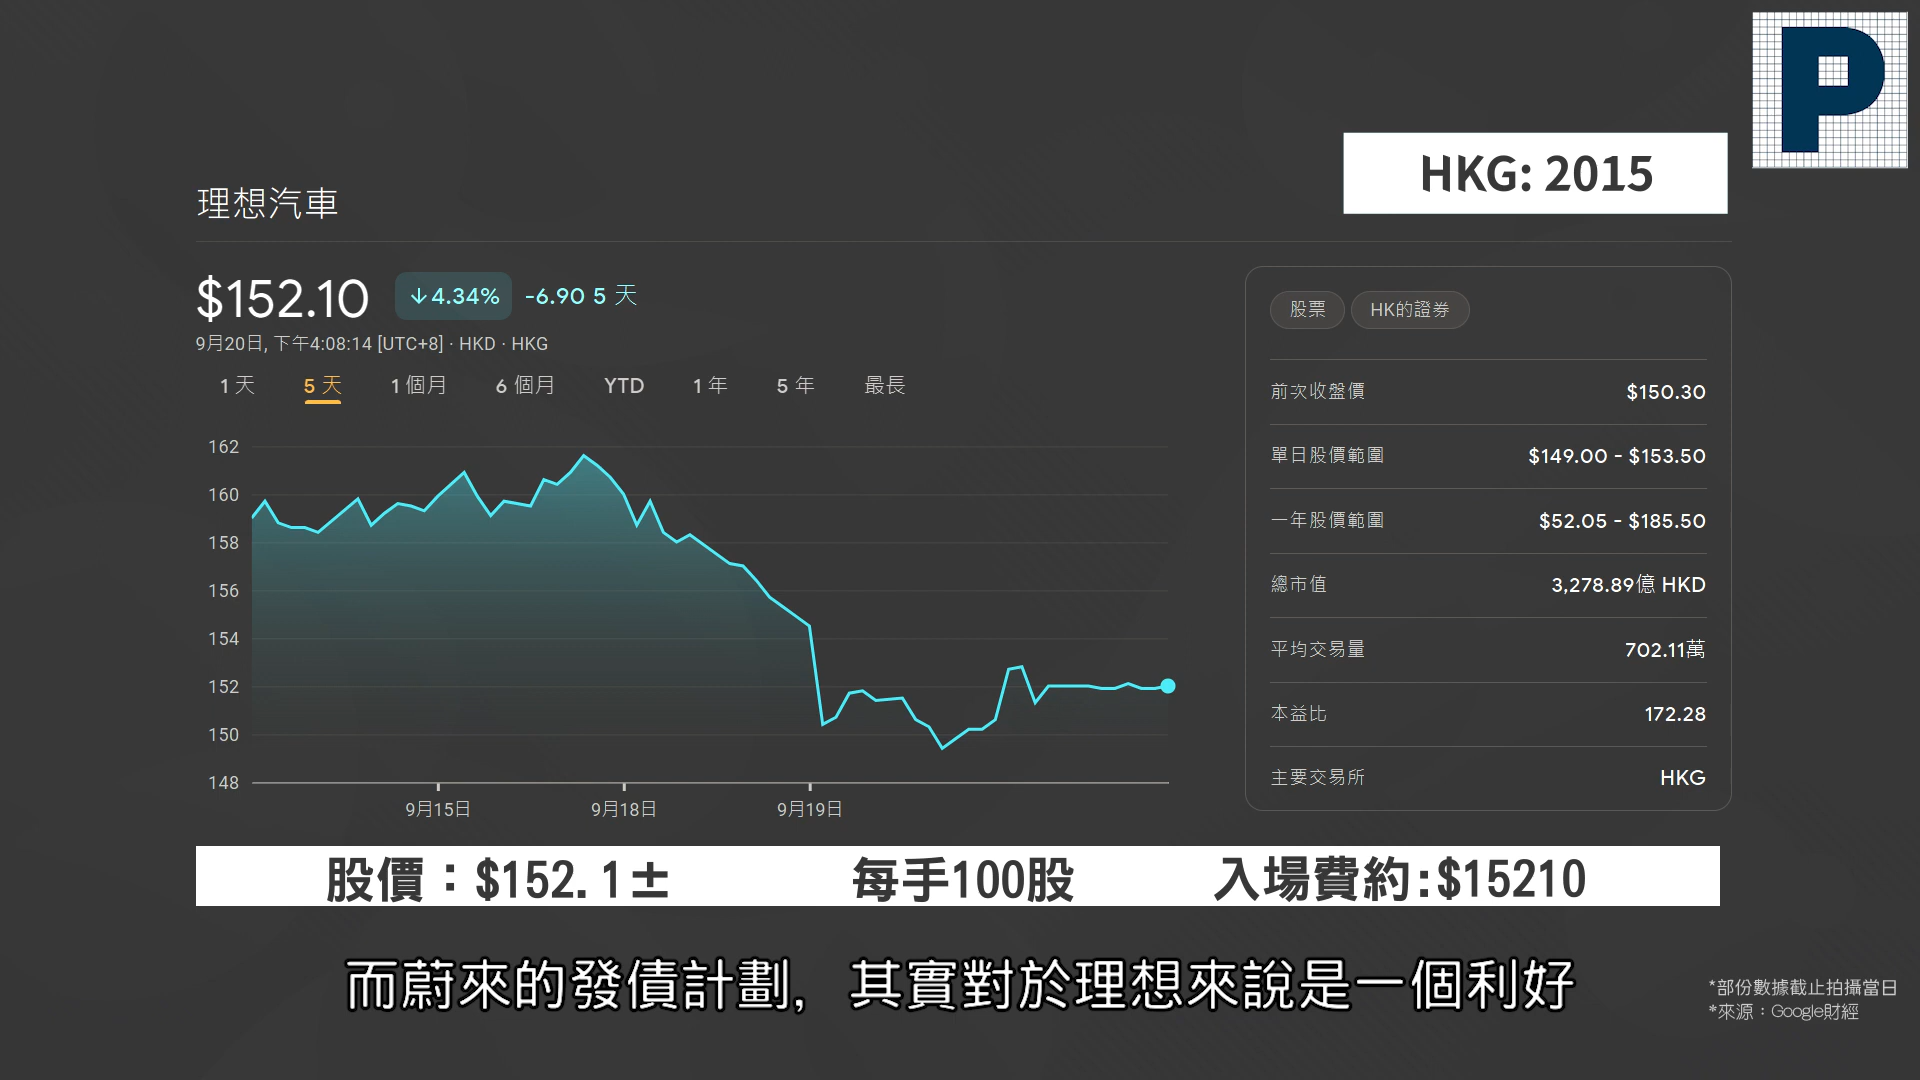 P
HKG: 2015
理想汽車
$152.10 ↓4.34% -6.90 5 天
9月20日, 下午4:08:14 [UTC+8] · HKD · HKG
1 天 5 天 1 個月 6 個月 YTD 1 年 5 年 最長
162
160
158
156
154
152
150
148
9月15日 9月18日 9月19日
股票 HK的證券
前次收盤價 $150.30
單日股價範圍 $149.00 - $153.50
一年股價範圍 $52.05 - $185.50
總市值 3,278.89億 HKD
平均交易量 702.11萬
本益比 172.28
主要交易所 HKG
股價：$152.1± 每手100股 入場費約:$15210
而蔚來的發債計劃, 其實對於理想來說是一個利好
*部份數據截止拍攝當日
*來源：Google財經